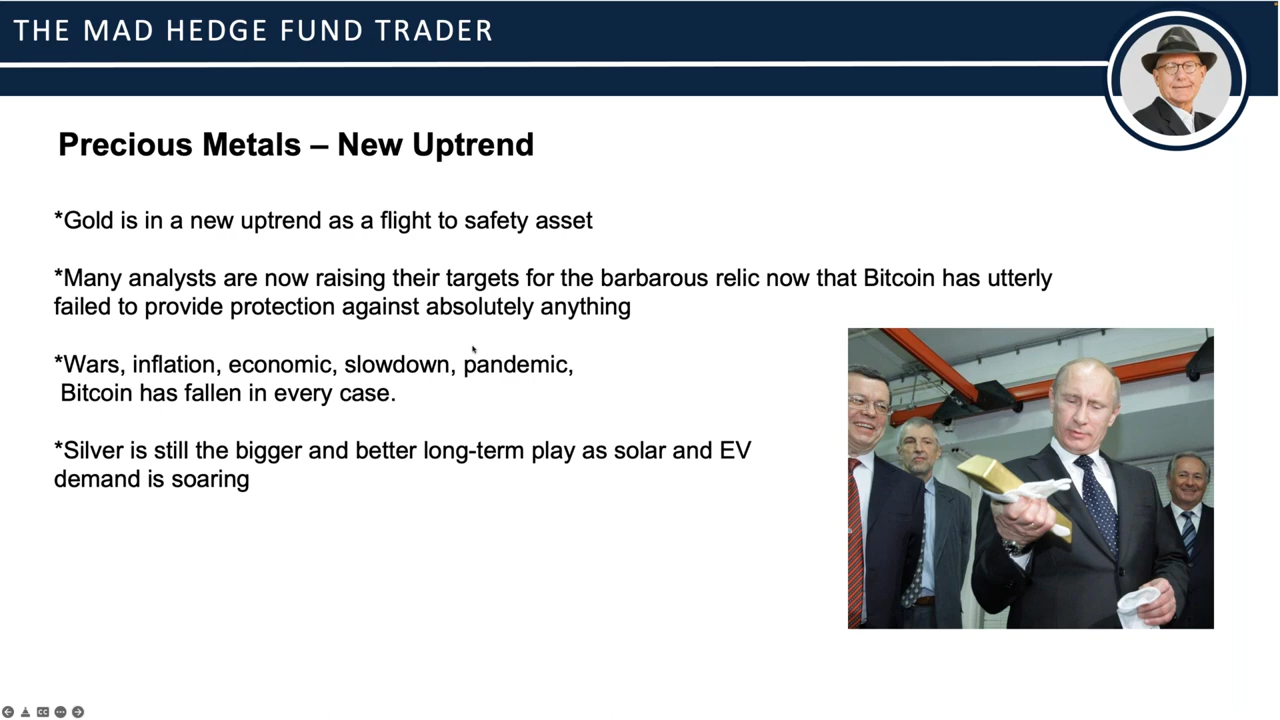 THE MAD HEDGE FUND TRADER
Precious Metals – New Uptrend
*Gold is in a new uptrend as a flight to safety asset
*Many analysts are now raising their targets for the barbarous relic now that Bitcoin has utterly
failed to provide protection against absolutely anything
*Wars, inflation, economic, slowdown, pandemic,
Bitcoin has fallen in every case.
*Silver is still the bigger and better long-term play as solar and EV
demand is soaring
CC